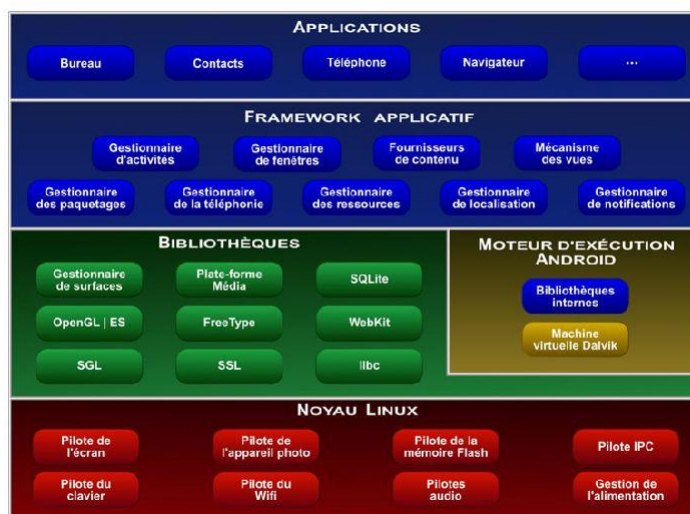 APPLICATIONS
Bureau
Contacts
Téléphone
Navigateur
...
FRAMEWORK APPLICATIF
Gestionnaire
d'activités
Gestionnaire
de fenêtres
Fournisseurs
de contenu
Mécanisme
des vues
Gestionnaire
des paquetages
Gestionnaire
de la téléphonie
Gestionnaire
des ressources
Gestionnaire
de localisation
Gestionnaire
de notifications
BIBLIOTHÈQUES
Gestionnaire
de surfaces
Plate-forme
Média
SQLite
OpenGL | ES
FreeType
WebKit
SGL
SSL
libc
MOTEUR D'EXÉCUTION
ANDROID
Bibliothèques
internes
Machine
virtuelle Dalvik
NOYAU LINUX
Pilote de
l'écran
Pilote de
l'appareil photo
Pilote de la
mémoire Flash
Pilote IPC
Pilote du
clavier
Pilote du
Wifi
Pilotes
audio
Gestion de
l'alimentation